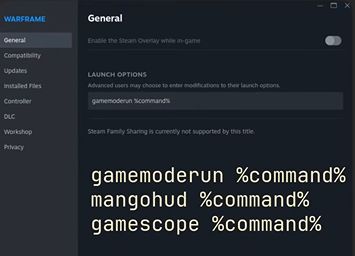 WARFRAME
General
Compatibility
Updates
Installed Files
Controller
DLC
Workshop
Privacy
General
Enable the Steam Overlay while in-game
LAUNCH OPTIONS
Advanced users may choose to enter modifications to their launch options.
gamemoderun %command%
Steam Family Sharing is currently not supported by this title.
gamemoderun %command%
mangohud %command%
gamescope %command%